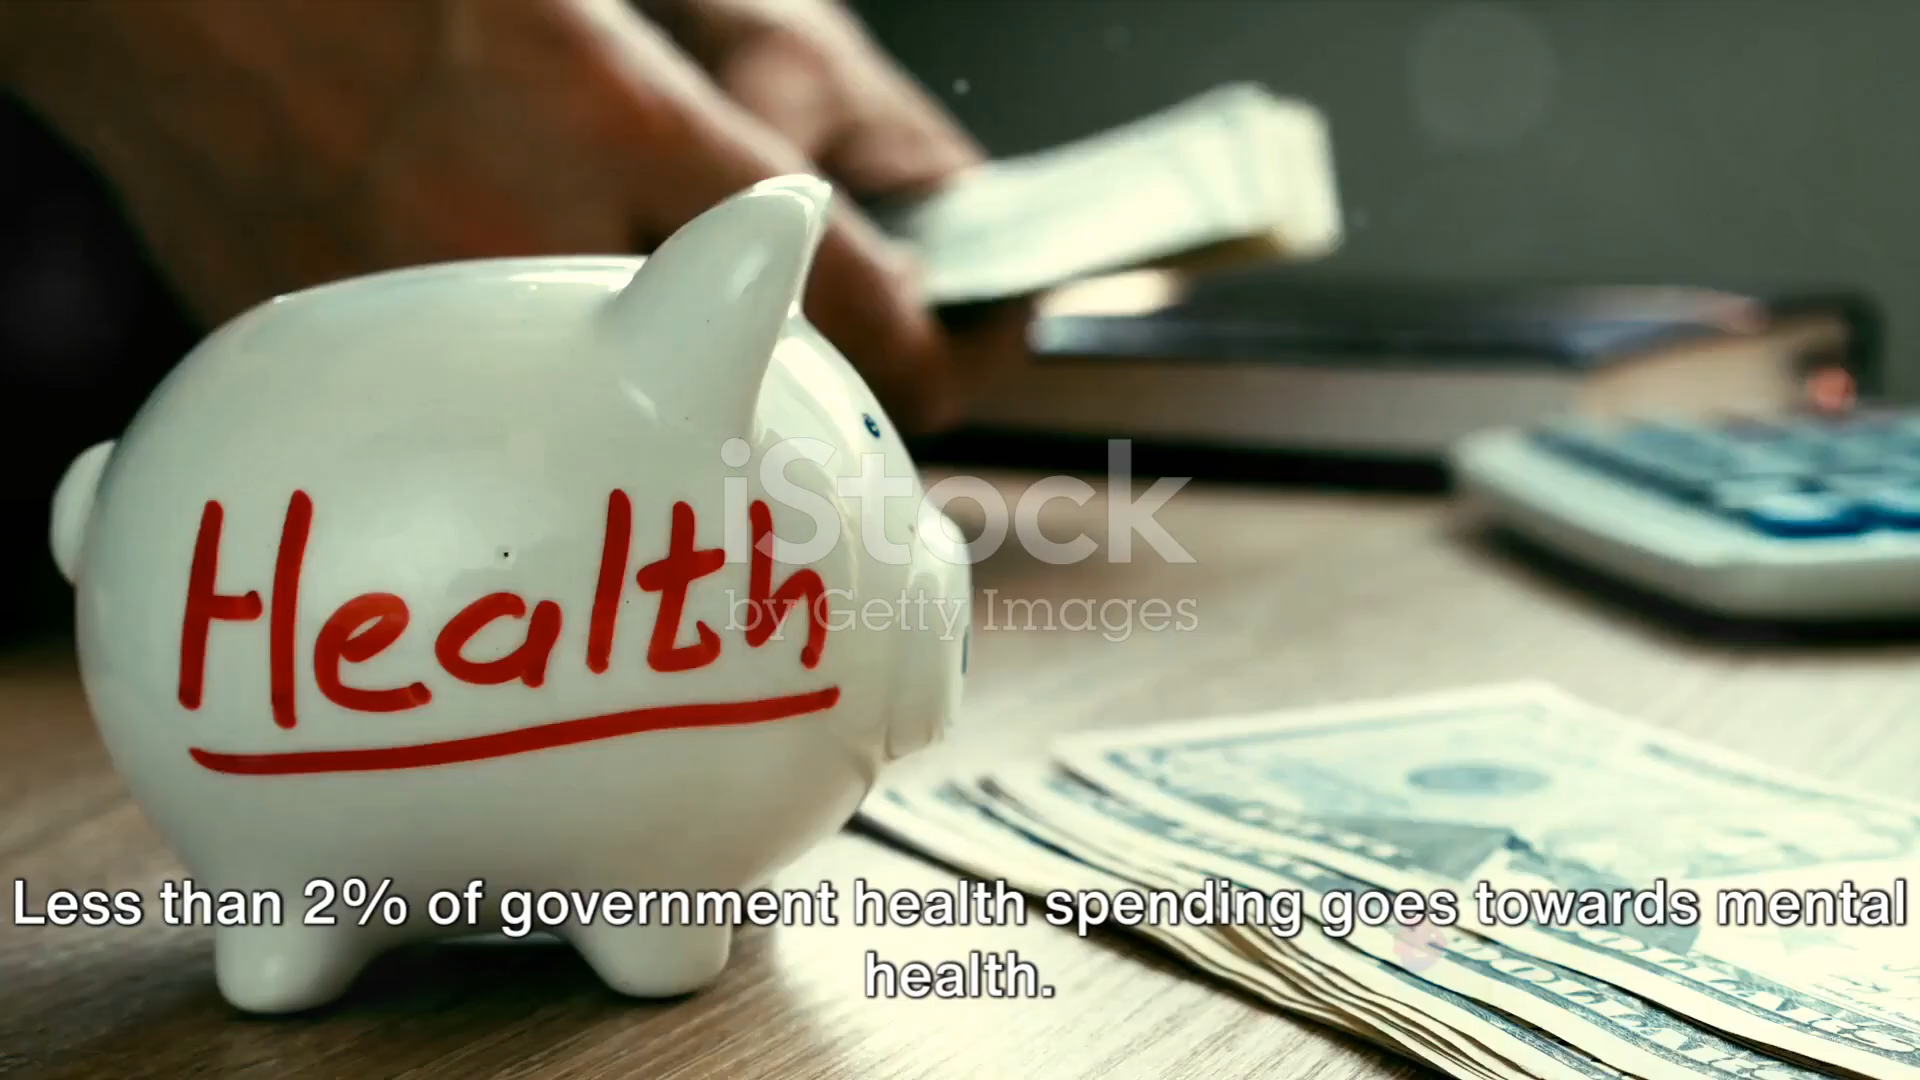 Health
iStock
by Getty Images
Less than 2% of government health spending goes towards mental
health.